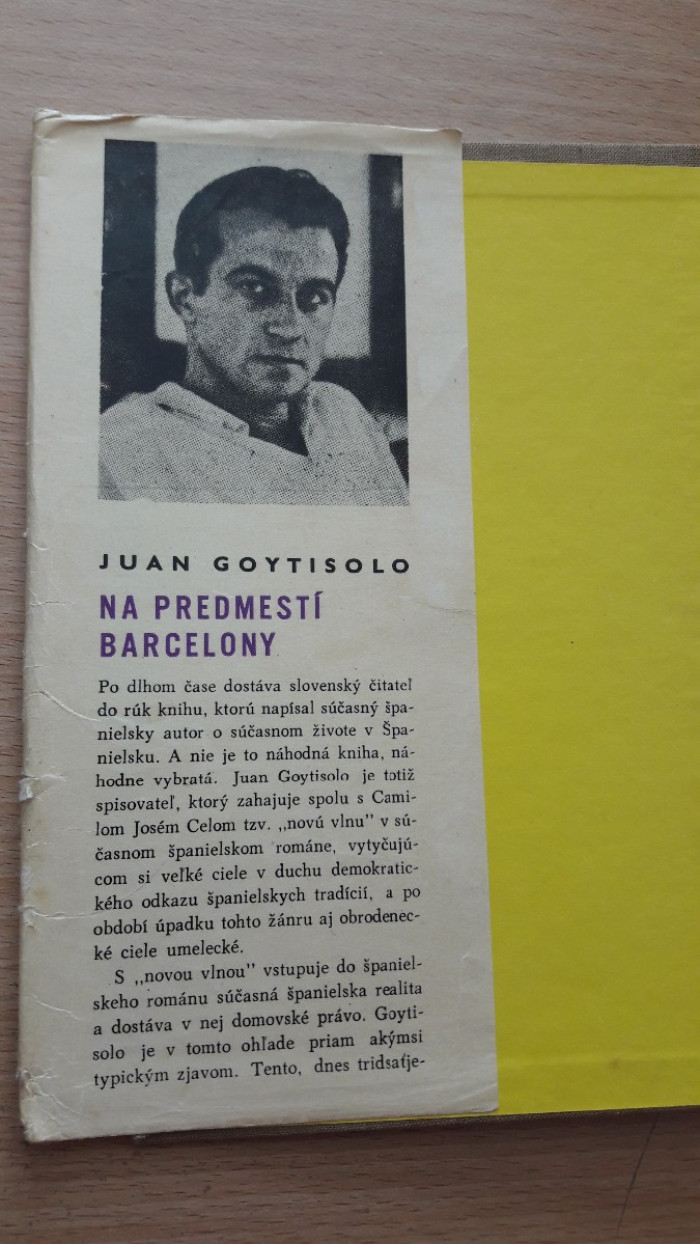 JUAN GOYTISOLO
NA PREDMESTÍ
BARCELONY
Po dlhom čase dostáva slovenský čitateľ
do rúk knihu, ktorú napísal súčasný špa-
nielsky autor o súčasnom živote v Špa-
nielsku. A nie je to náhodná kniha, ná-
hodne vybratá. Juan Goytisolo je totiž
spisovateľ, ktorý zahajuje spolu s Cami-
lom Josém Celom tzv. „novú vlnu” v sú-
časnom španielskom románe, vytyčujú-
com si veľké ciele v duchu demokratic-
kého odkazu španielskych tradícií, a po
období úpadku tohto žánru aj obrodenec-
ké ciele umelecké.
S „novou vlnou” vstupuje do španiel-
skeho románu súčasná španielska realita
a dostáva v nej domovské právo. Goyti-
solo je v tomto ohľade priam akýmsi
typickým zjavom. Tento, dnes tridsaťje-